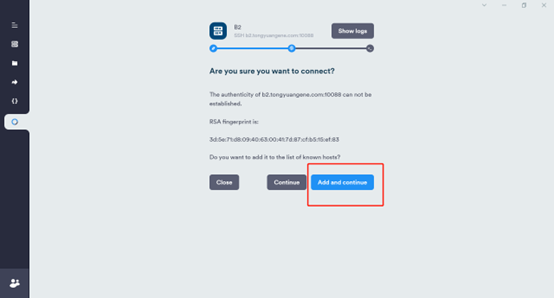 B2
Show logs
SSH b2.tongyuangene.com:10088
Are you sure you want to connect?
The authenticity of b2.tongyuangene.com:10088 can not be
established.
RSA fingerprint is:
3d:5e:71:d8:09:40:63:00:41:7d:87:cf:b5:15:ef:83
Do you want to add it to the list of known hosts?
Close
Continue
Add and continue